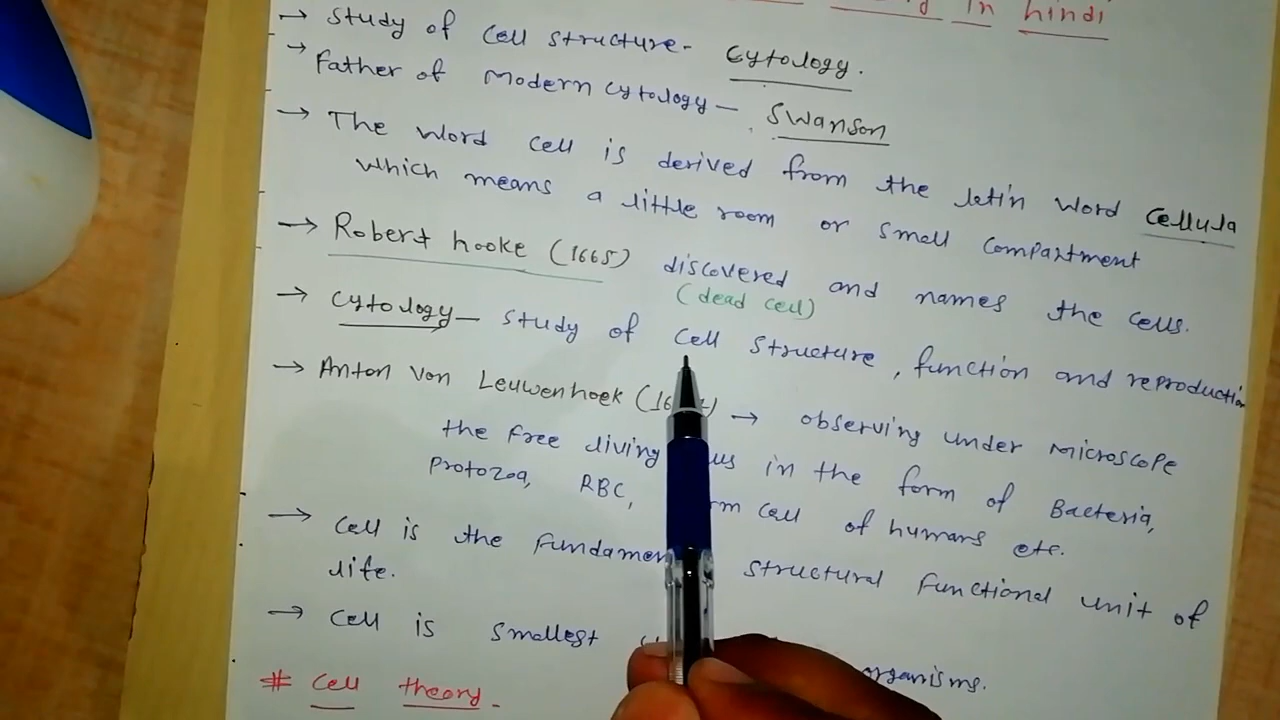 in hindi
→ Study of cell structure- Cytology.
→ Father of Modern cytology — Swanson
→ The word cell is derived from the latin word Cellula
which means a little room or small compartment
→ Robert hooke (1665) discovered and names the cells.
(dead cell)
→ Cytology — study of cell structure, function and reproduction
→ Anton Von Leuwenhoek → observing under microscope
the free living in the form of Bacteria,
protozoa, RBC, cell of humans etc.
→ Cell is the structural functional unit of
life.
→ Cell is smallest organisms.
# Cell theory.